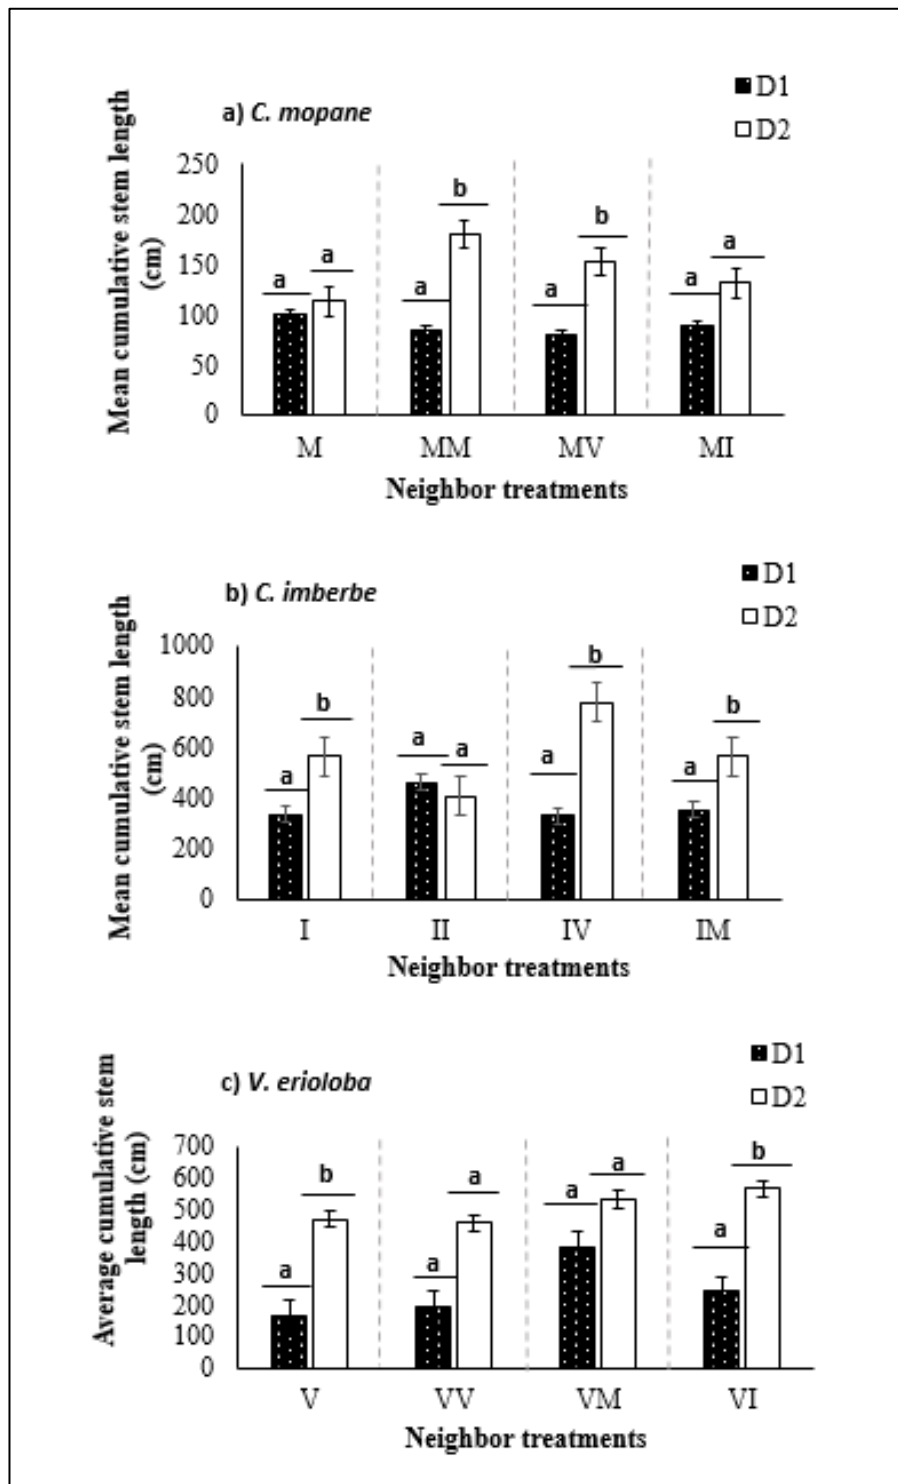 D1
a) C. mopane
D2
Mean cumulative stem length
(cm)
250
200
150
100
50
0
a
a
a
b
a
b
a
a
M
MM
MV
MI
Neighbor treatments
D1
b) C. imberbe
D2
Mean cumulative stem length
(cm)
1000
800
600
400
200
0
a
b
a
a
a
b
a
b
I
II
IV
IM
Neighbor treatments
D1
c) V. erioloba
D2
Average cumulative stem
length (cm)
700
600
500
400
300
200
100
0
a
b
a
a
a
a
a
b
V
VV
VM
VI
Neighbor treatments